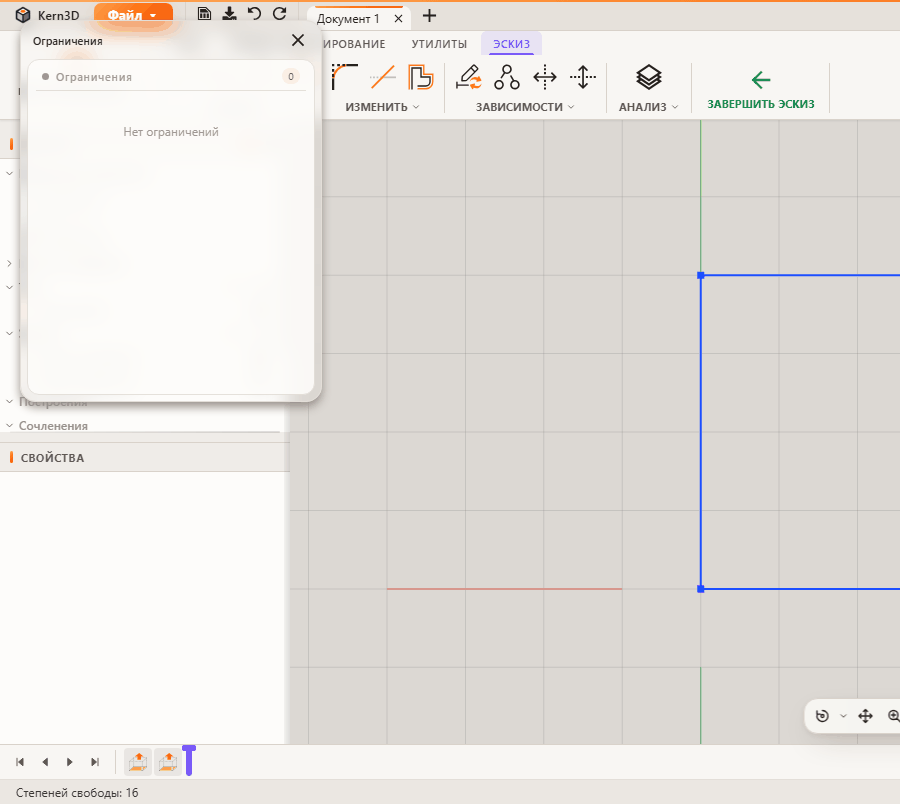 Kern3D Файл Документ 1
Ограничения
ИРОВАНИЕ УТИЛИТЫ ЭСКИЗ
Ограничения 0
ИЗМЕНИТЬ ЗАВИСИМОСТИ АНАЛИЗ ЗАВЕРШИТЬ ЭСКИЗ
Нет ограничений
Построения
Сочленения
СВОЙСТВА
Степеней свободы: 16